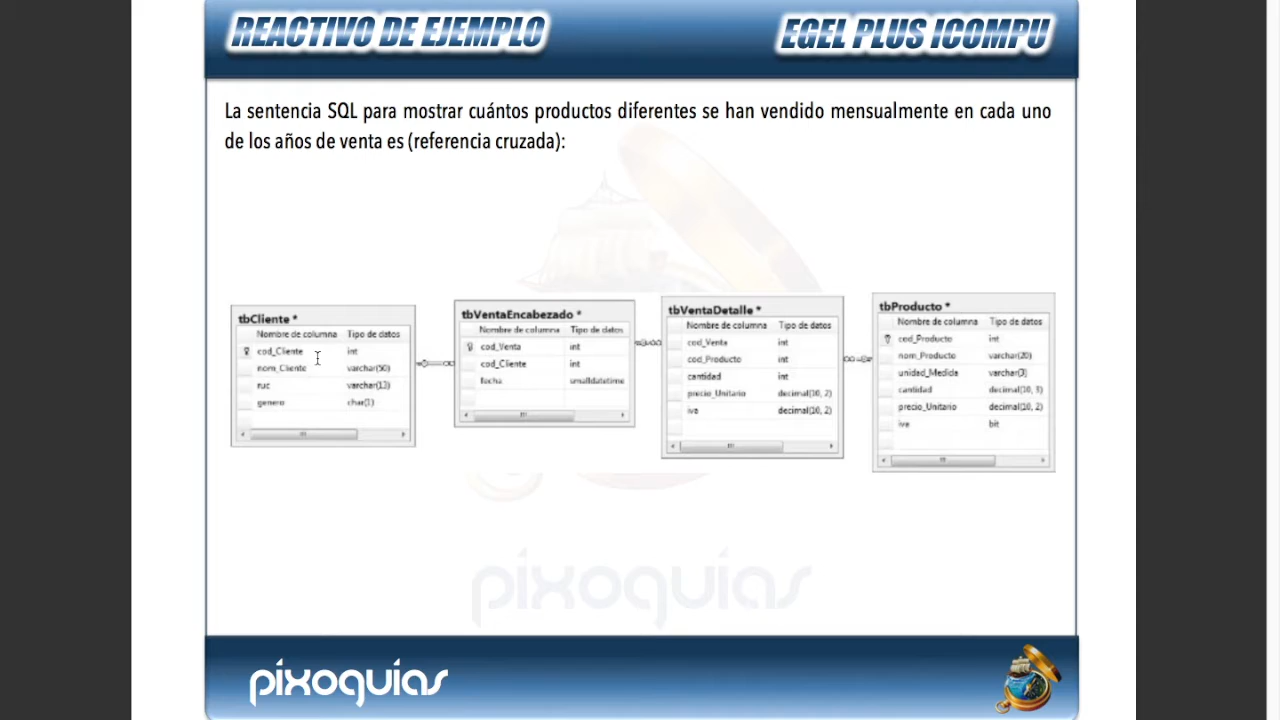 REACTIVO DE EJEMPLO
EGEL PLUS ICOMPU
La sentencia SQL para mostrar cuántos productos diferentes se han vendido mensualmente en cada uno
de los años de venta es (referencia cruzada):
tbCliente *
Nombre de columna Tipo de datos
cod_Cliente int
nom_Cliente varchar(50)
ruc varchar(13)
genero char(1)
tbVentaEncabezado *
Nombre de columna Tipo de datos
cod_Venta int
cod_Cliente int
fecha smalldatetime
tbVentaDetalle *
Nombre de columna Tipo de datos
cod_Venta int
cod_Producto int
cantidad int
precio_Unitario decimal(10, 2)
iva decimal(10, 2)
tbProducto *
Nombre de columna Tipo de datos
cod_Producto int
nom_Producto varchar(20)
unidad_Medida varchar(3)
cantidad decimal(10, 3)
precio_Unitario decimal(10, 2)
iva bit
pixoguias
pixoguias